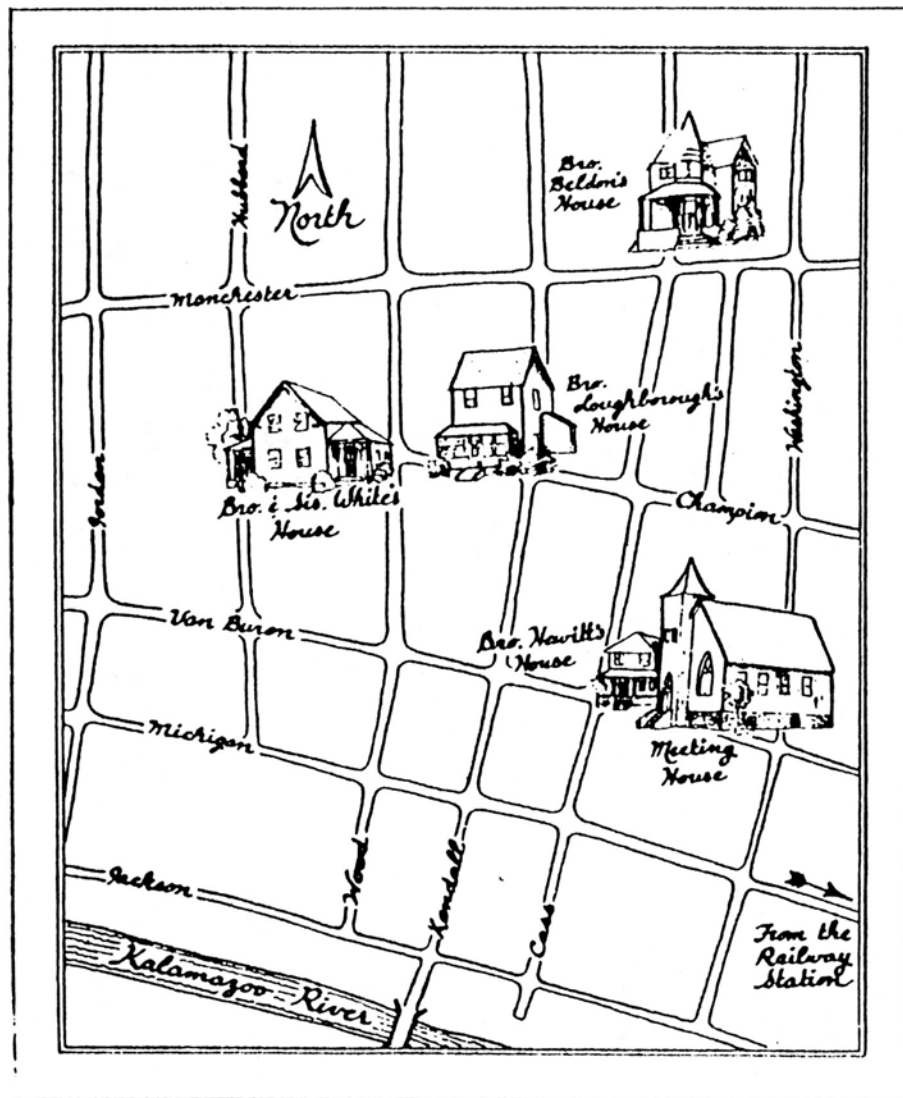 Hubbard
North
Bro.
Beldon's
House
Manchester
Bro.
Loughborough's
House
Washington
Jordan
Bro. & Sis. White's
House
Champion
Van Buron
Bro. Hewitt's
House
Michigan
Meeting
House
Jackson
Wood
Kendall
Cass
From the
Railway
Station
Kalamazoo River